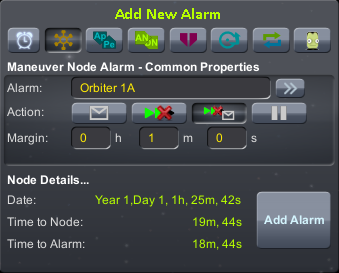 Add New Alarm
Ap Pe AN DN
Maneuver Node Alarm - Common Properties
Alarm: Orbiter 1A
Action:
Margin: 0 h 1 m 0 s
Node Details...
Date: Year 1,Day 1, 1h, 25m, 42s
Time to Node: 19m, 44s
Time to Alarm: 18m, 44s
Add Alarm